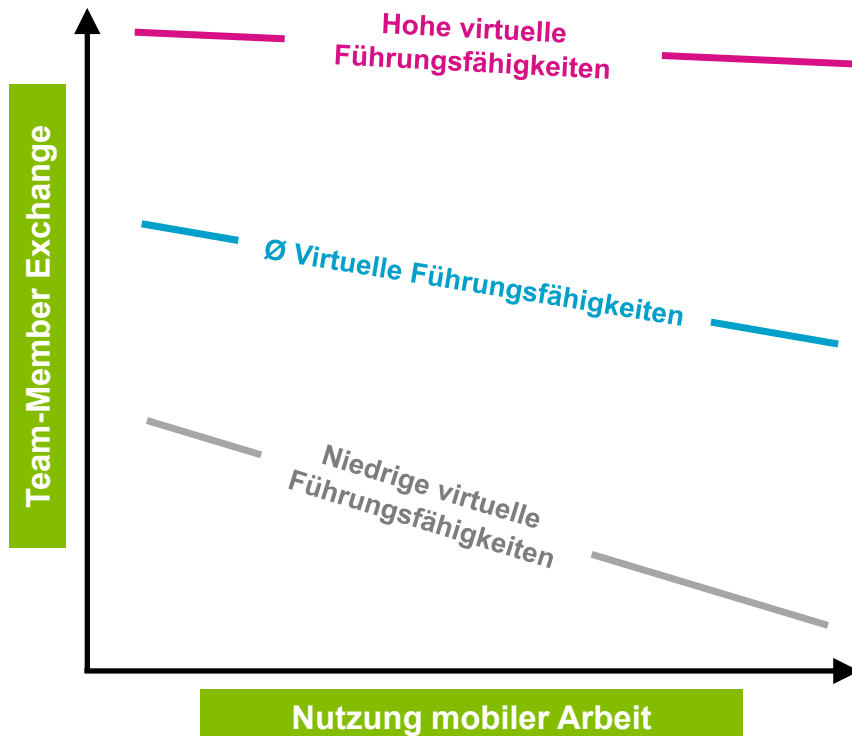 Hohe virtuelle
Führungsfähigkeiten
Team-Member Exchange
Ø Virtuelle Führungsfähigkeiten
Niedrige virtuelle
Führungsfähigkeiten
Nutzung mobiler Arbeit